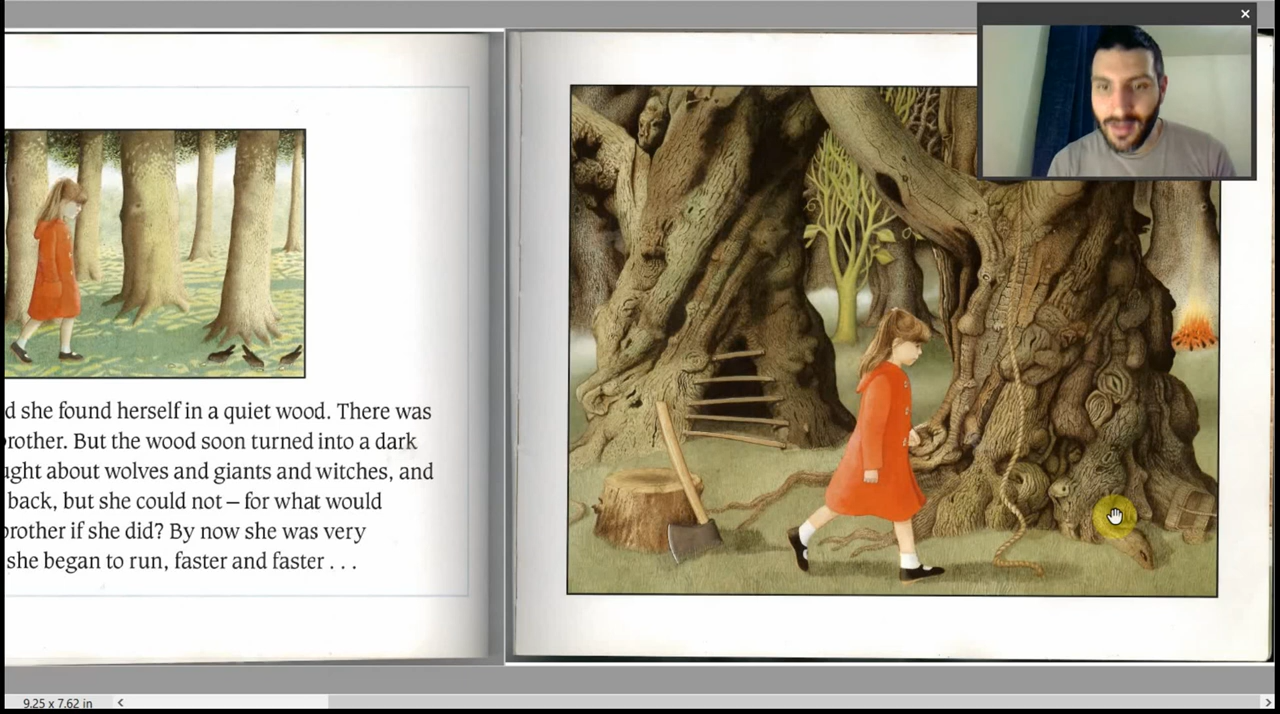 d she found herself in a quiet wood. There was
rother. But the wood soon turned into a dark
ught about wolves and giants and witches, and
back, but she could not – for what would
brother if she did? By now she was very
she began to run, faster and faster . . .
9.25 x 7.62 in